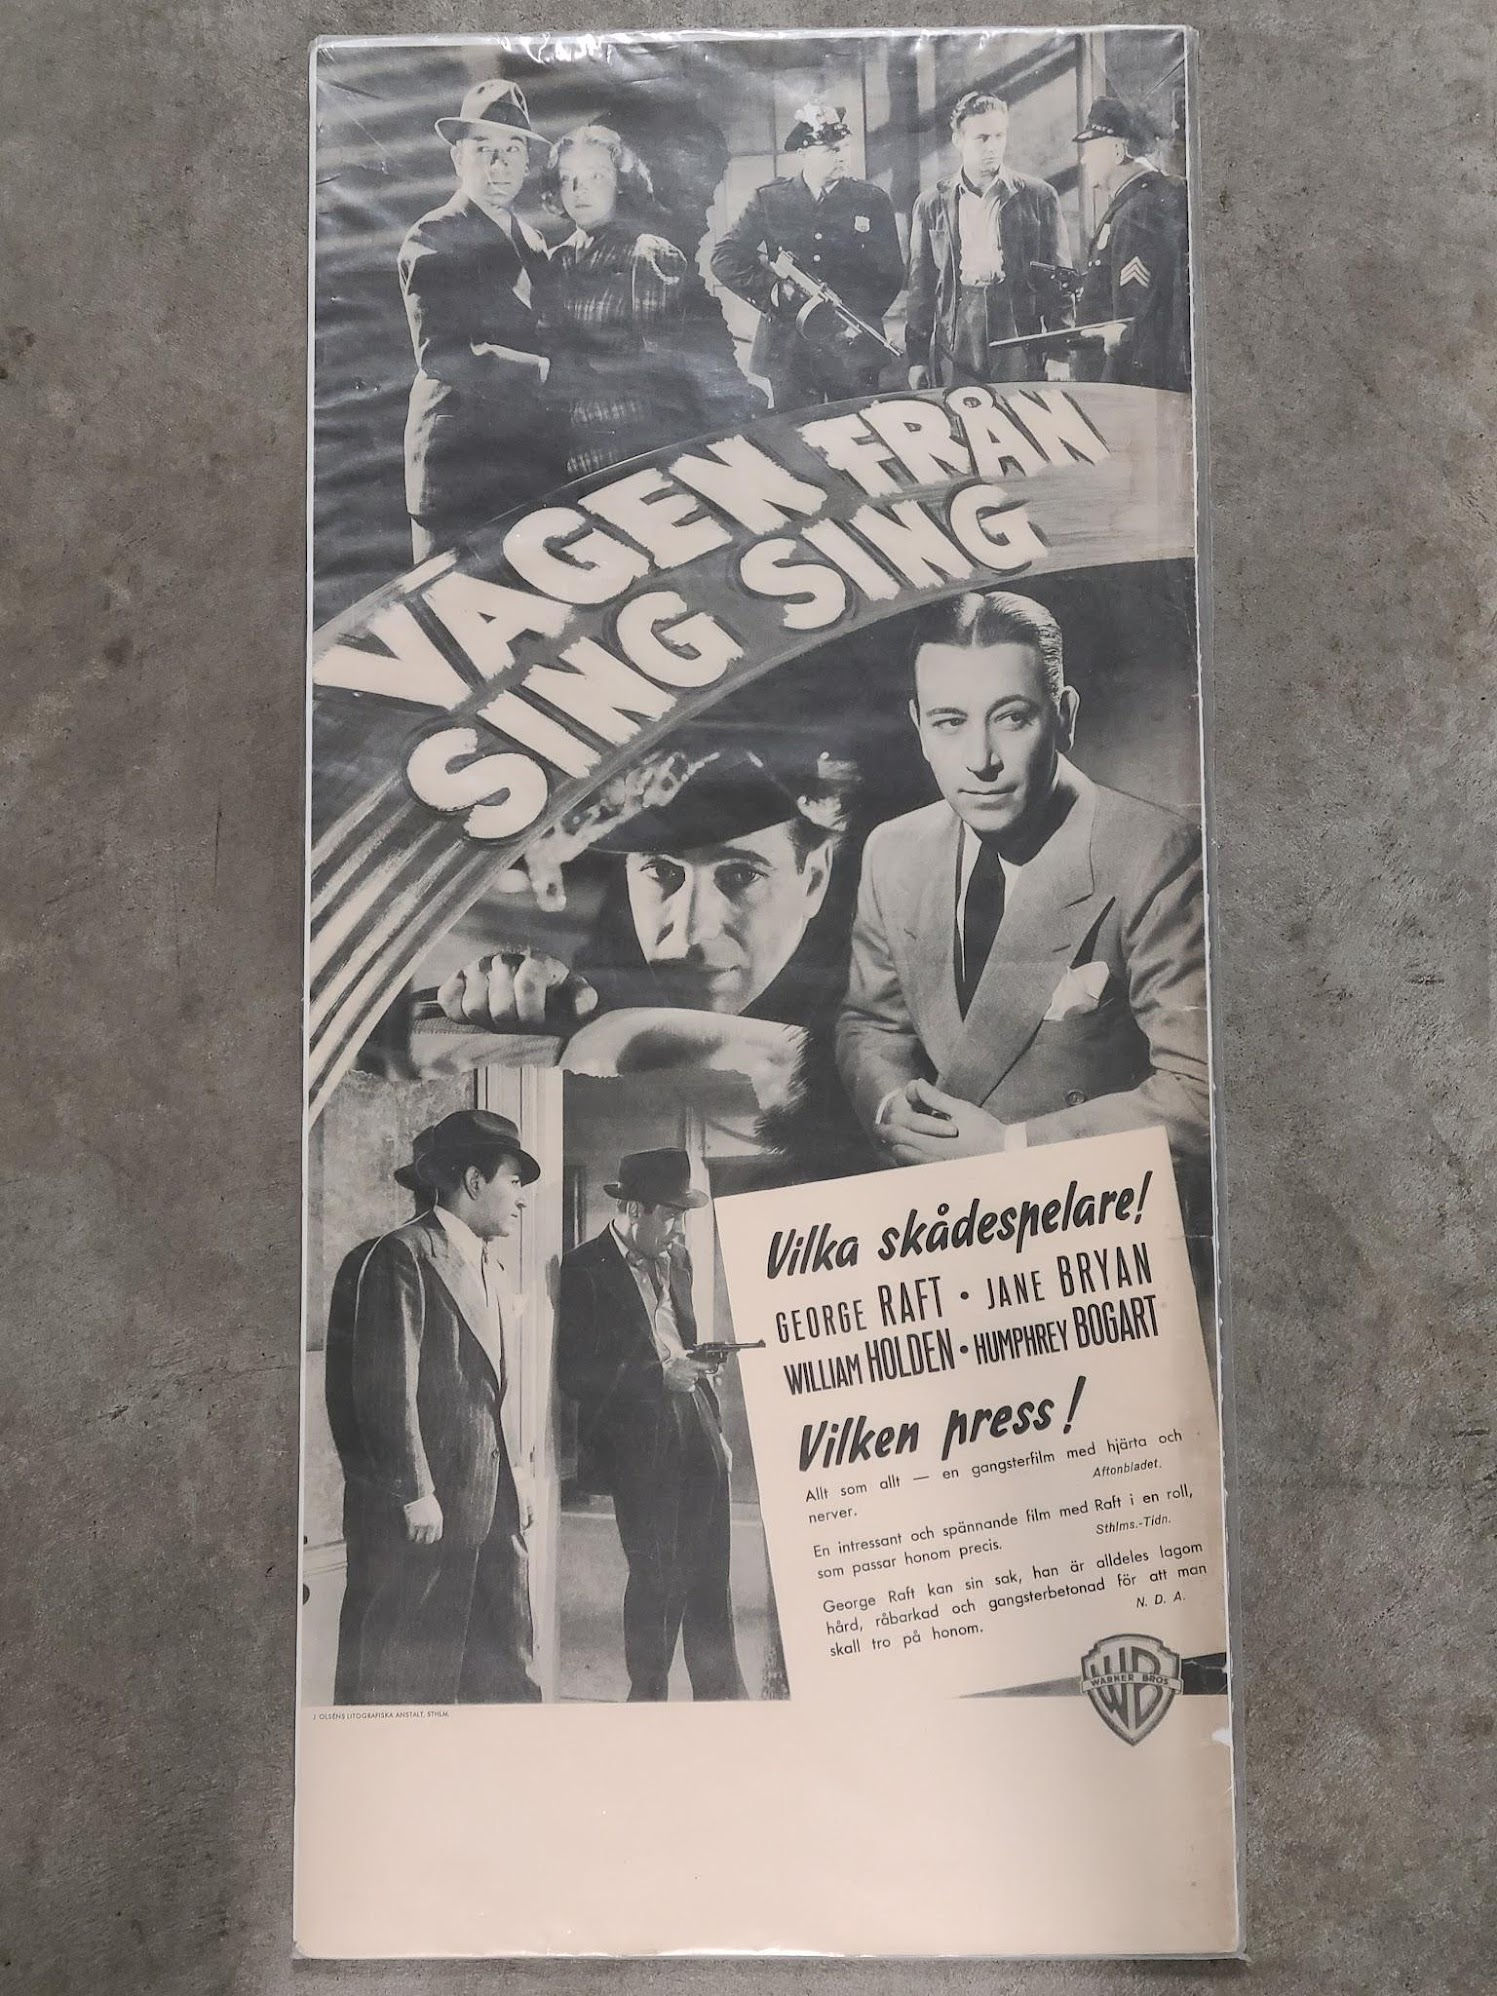 VÄGEN FRÅN
SING SING
Vilka skådespelare!
GEORGE RAFT • JANE BRYAN
WILLIAM HOLDEN • HUMPHREY BOGART
Vilken press!
Allt som allt — en gangsterfilm med hjärta och
nerver.
Aftonbladet.
En intressant och spännande film med Raft i en roll,
som passar honom precis.
Sthlms.-Tidn.
George Raft kan sin sak, han är alldeles lagom
hård, råbarkad och gangsterbetonad för att man
skall tro på honom.
N. D. A.
WB
WARNER BROS.
J. OLSÉNS LITOGRAFISKA ANSTALT, STHLM.